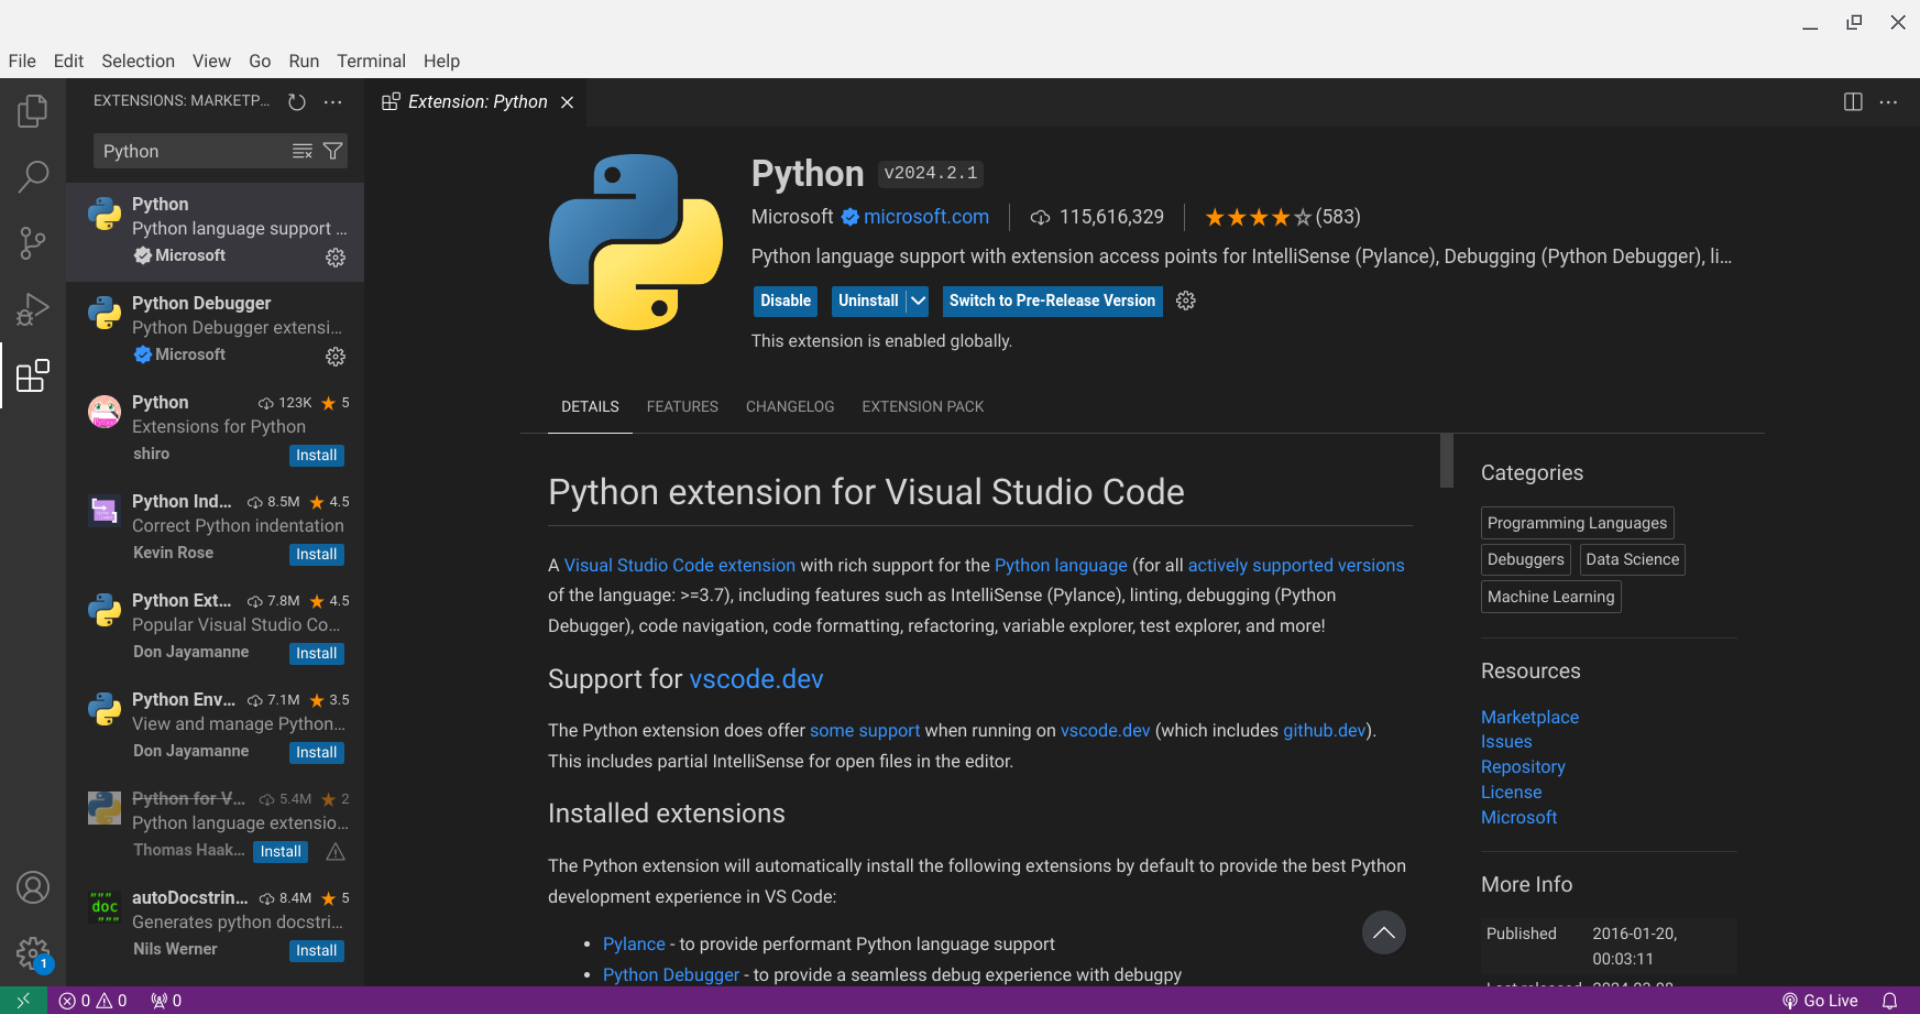 File Edit Selection View Go Run Terminal Help
EXTENSIONS: MARKETP...
Python
Python
Python language support ...
Microsoft
Python Debugger
Python Debugger extensi...
Microsoft
Python 123K 5
Extensions for Python
shiro Install
Python Ind... 8.5M 4.5
Correct Python indentation
Kevin Rose Install
Python Ext... 7.8M 4.5
Popular Visual Studio Co...
Don Jayamanne Install
Python Env... 7.1M 3.5
View and manage Python...
Don Jayamanne Install
Python for V... 5.4M 2
Python language extensio...
Thomas Haak... Install
""" doc """
autoDocstrin... 8.4M 5
Generates python docstri...
Nils Werner Install
1
Extension: Python
Python v2024.2.1
Microsoft microsoft.com 115,616,329 (583)
Python language support with extension access points for IntelliSense (Pylance), Debugging (Python Debugger), li...
Disable Uninstall Switch to Pre-Release Version
This extension is enabled globally.
DETAILS FEATURES CHANGELOG EXTENSION PACK
Python extension for Visual Studio Code
A Visual Studio Code extension with rich support for the Python language (for all actively supported versions
of the language: >=3.7), including features such as IntelliSense (Pylance), linting, debugging (Python
Debugger), code navigation, code formatting, refactoring, variable explorer, test explorer, and more!
Support for vscode.dev
The Python extension does offer some support when running on vscode.dev (which includes github.dev).
This includes partial IntelliSense for open files in the editor.
Installed extensions
The Python extension will automatically install the following extensions by default to provide the best Python
development experience in VS Code:
• Pylance - to provide performant Python language support
• Python Debugger - to provide a seamless debug experience with debugpy
Categories
Programming Languages
Debuggers Data Science
Machine Learning
Resources
Marketplace
Issues
Repository
License
Microsoft
More Info
Published 2016-01-20,
00:03:11
Last released
0 0 0 Go Live